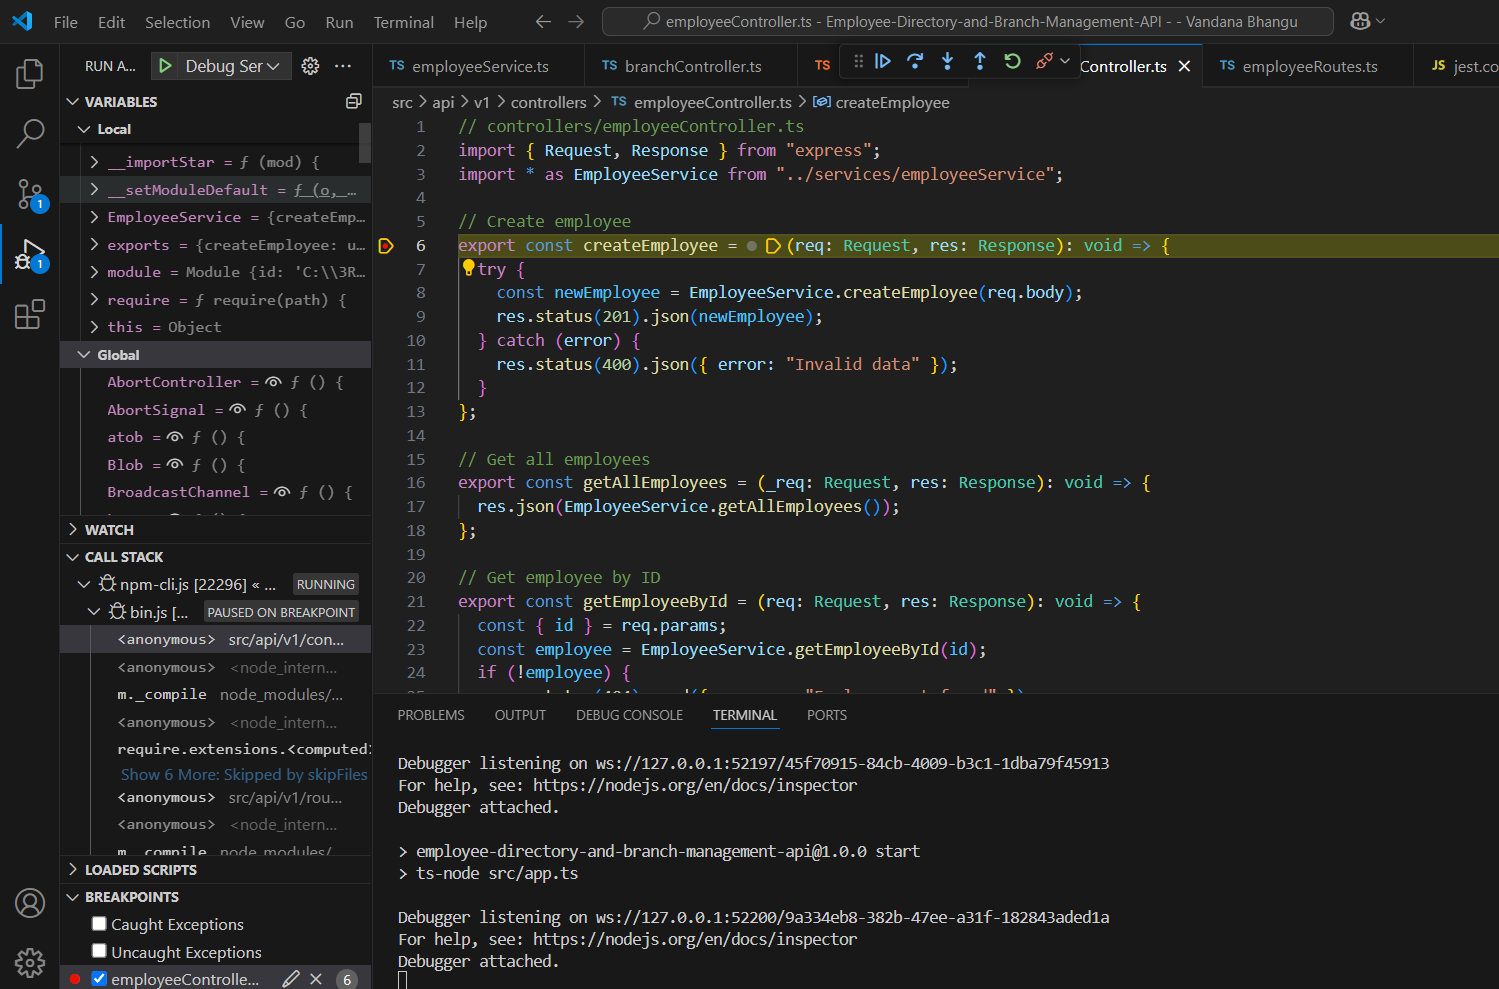 File Edit Selection View Go Run Terminal Help
employeeController.ts - Employee-Directory-and-Branch-Management-API - - Vandana Bhangu
RUN A... Debug Ser
TS employeeService.ts TS branchController.ts TS Controller.ts TS employeeRoutes.ts JS jest.co
src > api > v1 > controllers > TS employeeController.ts > createEmployee
VARIABLES
Local
__importStar = ƒ (mod) {
__setModuleDefault = ƒ (o, _...
EmployeeService = {createEmp...
exports = {createEmployee: u...
module = Module {id: 'C:\\3R...
require = ƒ require(path) {
this = Object
Global
AbortController = ƒ () {
AbortSignal = ƒ () {
atob = ƒ () {
Blob = ƒ () {
BroadcastChannel = ƒ () {
WATCH
CALL STACK
npm-cli.js [22296] « ... RUNNING
bin.js [... PAUSED ON BREAKPOINT
<anonymous> src/api/v1/con...
<anonymous> <node_intern...
m._compile node_modules/...
<anonymous> <node_intern...
require.extensions.<computed>
Show 6 More: Skipped by skipFiles
<anonymous> src/api/v1/rou...
<anonymous> <node_intern...
m._compile node_modules/
LOADED SCRIPTS
BREAKPOINTS
Caught Exceptions
Uncaught Exceptions
employeeControlle... 6
1
1
1 // controllers/employeeController.ts
2 import { Request, Response } from "express";
3 import * as EmployeeService from "../services/employeeService";
4
5 // Create employee
6 export const createEmployee = (req: Request, res: Response): void => {
7 try {
8 const newEmployee = EmployeeService.createEmployee(req.body);
9 res.status(201).json(newEmployee);
10 } catch (error) {
11 res.status(400).json({ error: "Invalid data" });
12 }
13 };
14
15 // Get all employees
16 export const getAllEmployees = (_req: Request, res: Response): void => {
17 res.json(EmployeeService.getAllEmployees());
18 };
19
20 // Get employee by ID
21 export const getEmployeeById = (req: Request, res: Response): void => {
22 const { id } = req.params;
23 const employee = EmployeeService.getEmployeeById(id);
24 if (!employee) {
PROBLEMS OUTPUT DEBUG CONSOLE TERMINAL PORTS
Debugger listening on ws://127.0.0.1:52197/45f70915-84cb-4009-b3c1-1dba79f45913
For help, see: https://nodejs.org/en/docs/inspector
Debugger attached.
> employee-directory-and-branch-management-api@1.0.0 start
> ts-node src/app.ts
Debugger listening on ws://127.0.0.1:52200/9a334eb8-382b-47ee-a31f-182843aded1a
For help, see: https://nodejs.org/en/docs/inspector
Debugger attached.